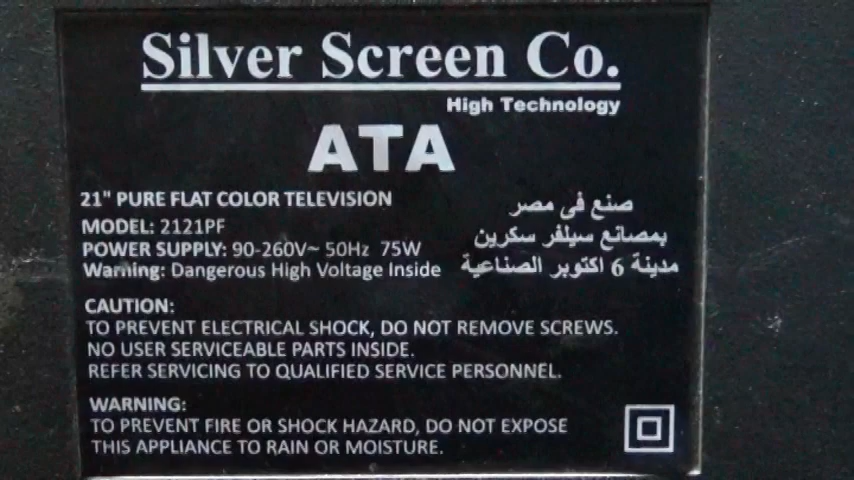 Silver Screen Co.
High Technology
ATA
21" PURE FLAT COLOR TELEVISION
MODEL: 2121PF
POWER SUPPLY: 90-260V~ 50Hz 75W
Warning: Dangerous High Voltage Inside
صنع فى مصر
بمصانع سيلفر سكرين
مدينة 6 اكتوبر الصناعية
CAUTION:
TO PREVENT ELECTRICAL SHOCK, DO NOT REMOVE SCREWS.
NO USER SERVICEABLE PARTS INSIDE.
REFER SERVICING TO QUALIFIED SERVICE PERSONNEL.
WARNING:
TO PREVENT FIRE OR SHOCK HAZARD, DO NOT EXPOSE
THIS APPLIANCE TO RAIN OR MOISTURE.